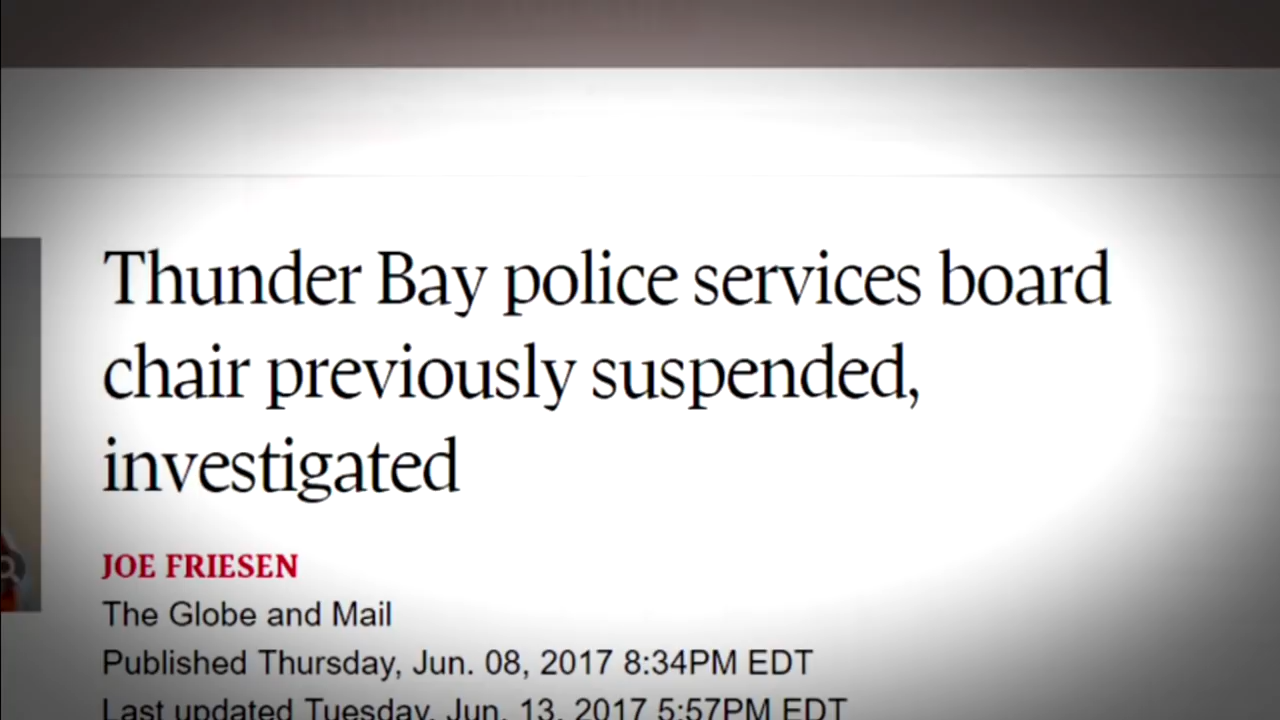 Thunder Bay police services board
chair previously suspended,
investigated
JOE FRIESEN
The Globe and Mail
Published Thursday, Jun. 08, 2017 8:34PM EDT
Last updated Tuesday, Jun. 13, 2017 5:57PM EDT